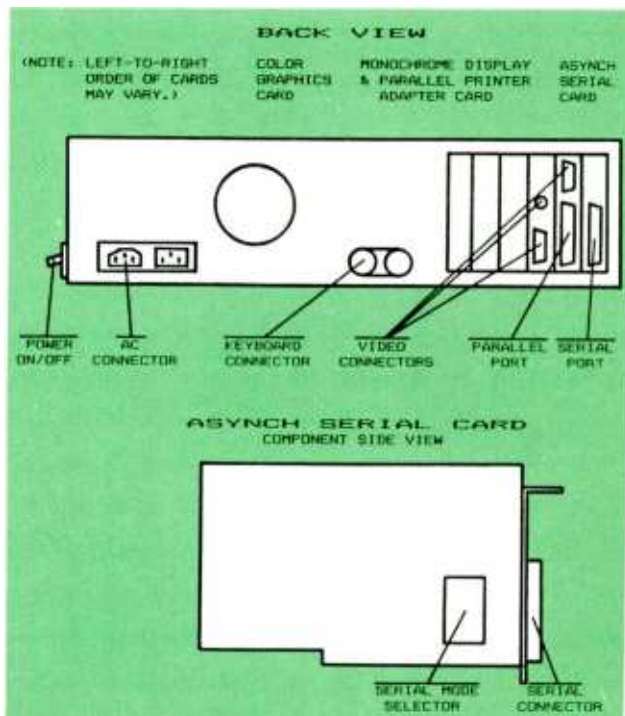 BACK VIEW
(NOTE: LEFT-TO-RIGHT
ORDER OF CARDS
MAY VARY.)
COLOR
GRAPHICS
CARD
MONOCHROME DISPLAY
& PARALLEL PRINTER
ADAPTER CARD
ASYNCH
SERIAL
CARD
POWER
ON/OFF
AC
CONNECTOR
KEYBOARD
CONNECTOR
VIDEO
CONNECTORS
PARALLEL
PORT
SERIAL
PORT
ASYNCH SERIAL CARD
COMPONENT SIDE VIEW
SERIAL MODE
SELECTOR
SERIAL
CONNECTOR